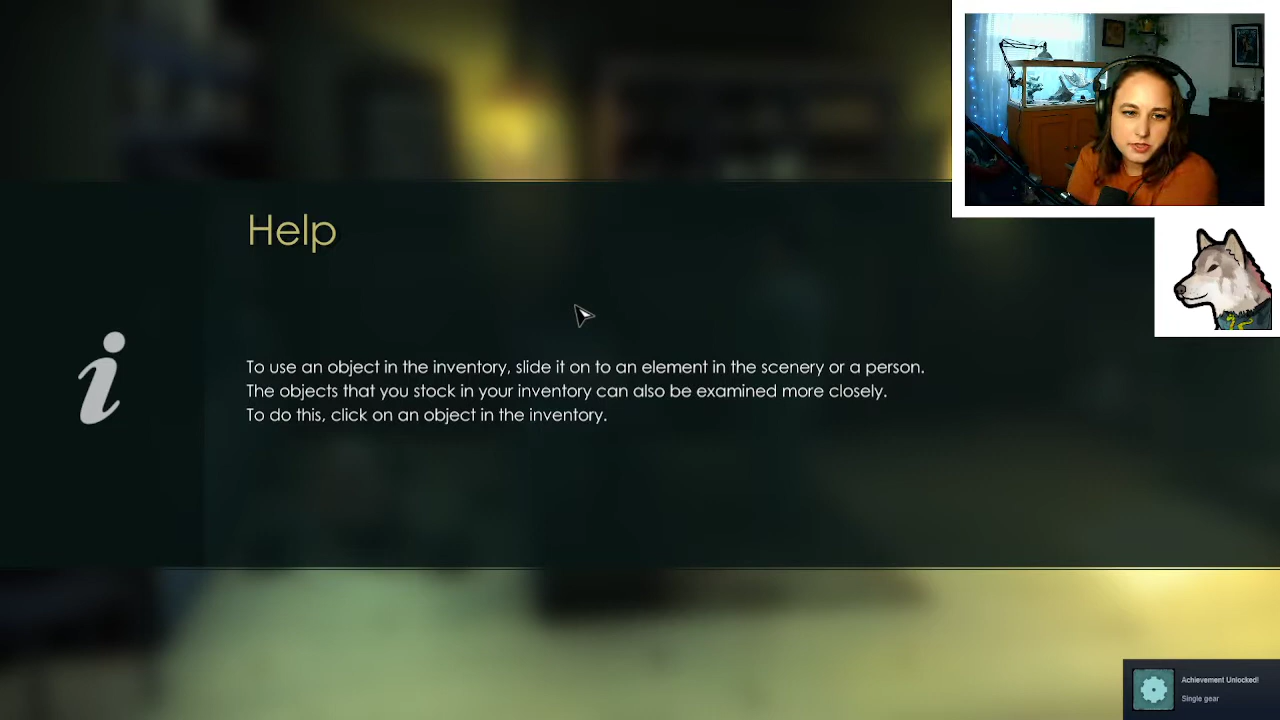 Help
i
To use an object in the inventory, slide it on to an element in the scenery or a person.
The objects that you stock in your inventory can also be examined more closely.
To do this, click on an object in the inventory.
Achievement Unlocked!
Single gear